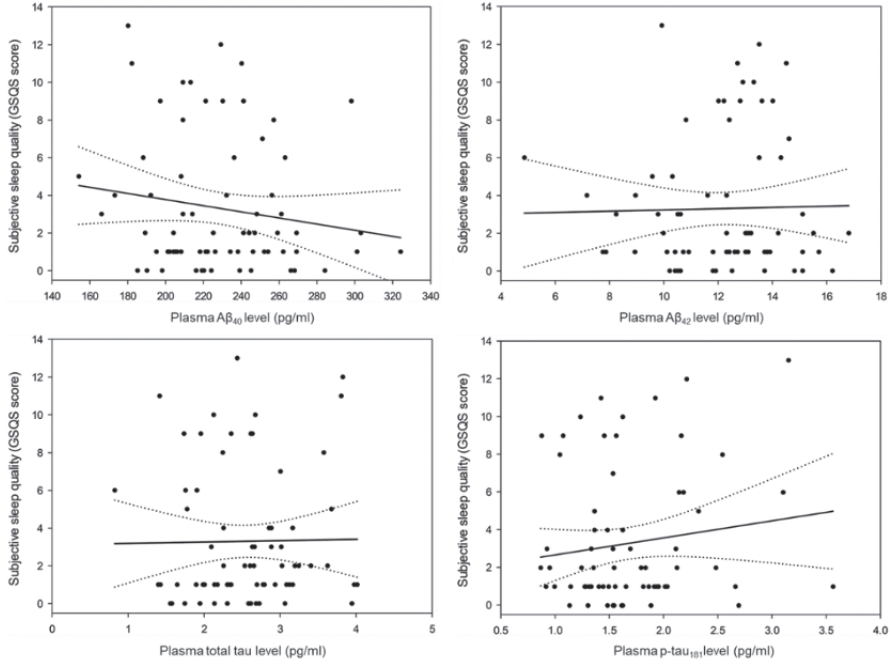 14
12
10
8
6
4
2
0
Subjective sleep quality (GSQS score)
140 160 180 200 220 240 260 280 300 320 340
Plasma Aβ40 level (pg/ml)
14
12
10
8
6
4
2
0
Subjective sleep quality (GSQS score)
4 6 8 10 12 14 16 18
Plasma Aβ42 level (pg/ml)
14
12
10
8
6
4
2
0
Subjective sleep quality (GSQS score)
0 1 2 3 4 5
Plasma total tau level (pg/ml)
14
12
10
8
6
4
2
0
Subjective sleep quality (GSQS score)
0.5 1.0 1.5 2.0 2.5 3.0 3.5 4.0
Plasma p-tau181 level (pg/ml)